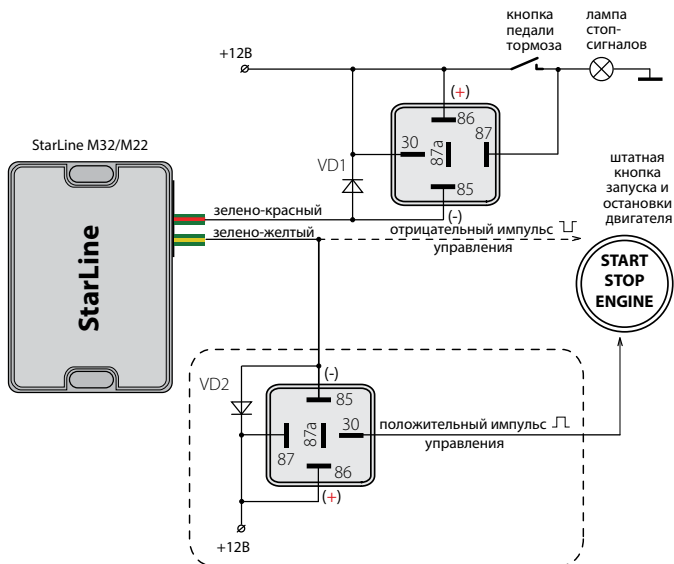 кнопка
педали
тормоза
лампа
стоп-
сигналов
+12В
(+)
86
30
87a
87
85
(-)
VD1
StarLine M32/M22
StarLine
зелено-красный
зелено-желтый
отрицательный импульс
управления
штатная
кнопка
запуска и
остановки
двигателя
START
STOP
ENGINE
VD2
(-)
85
87a
30
87
86
(+)
положительный импульс
управления
+12В